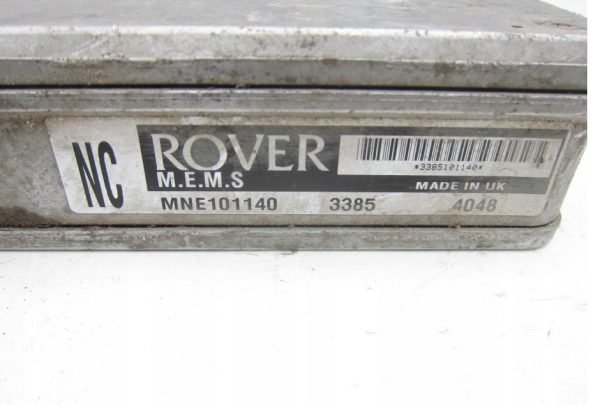 NC
ROVER
M.E.M.S
*3385101140*
MADE IN UK
MNE101140 3385 4048